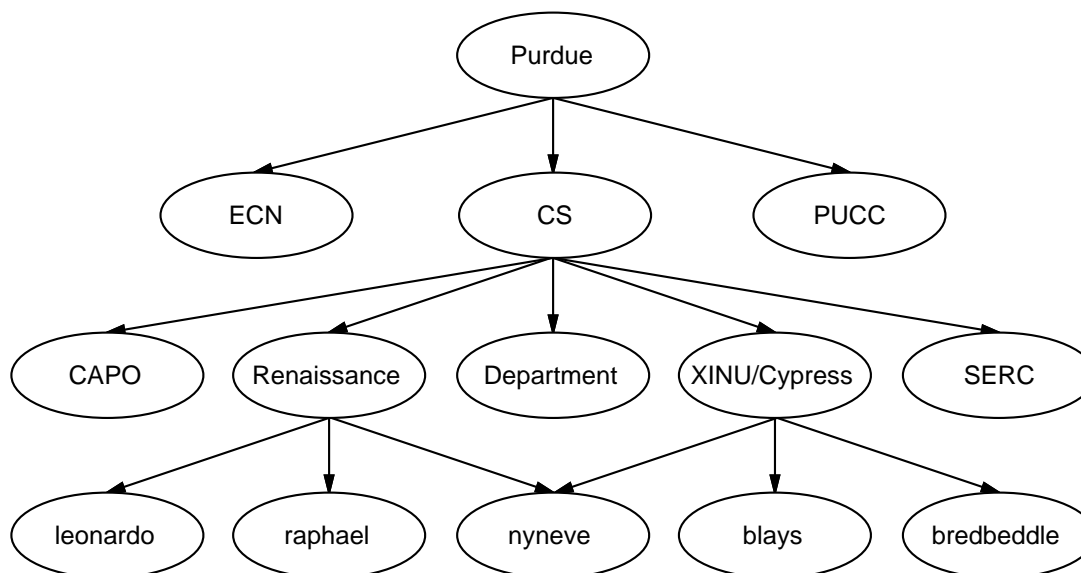 Purdue
ECN
CS
PUCC
CAPO
Renaissance
Department
XINU/Cypress
SERC
leonardo
raphael
nyneve
blays
bredbeddle